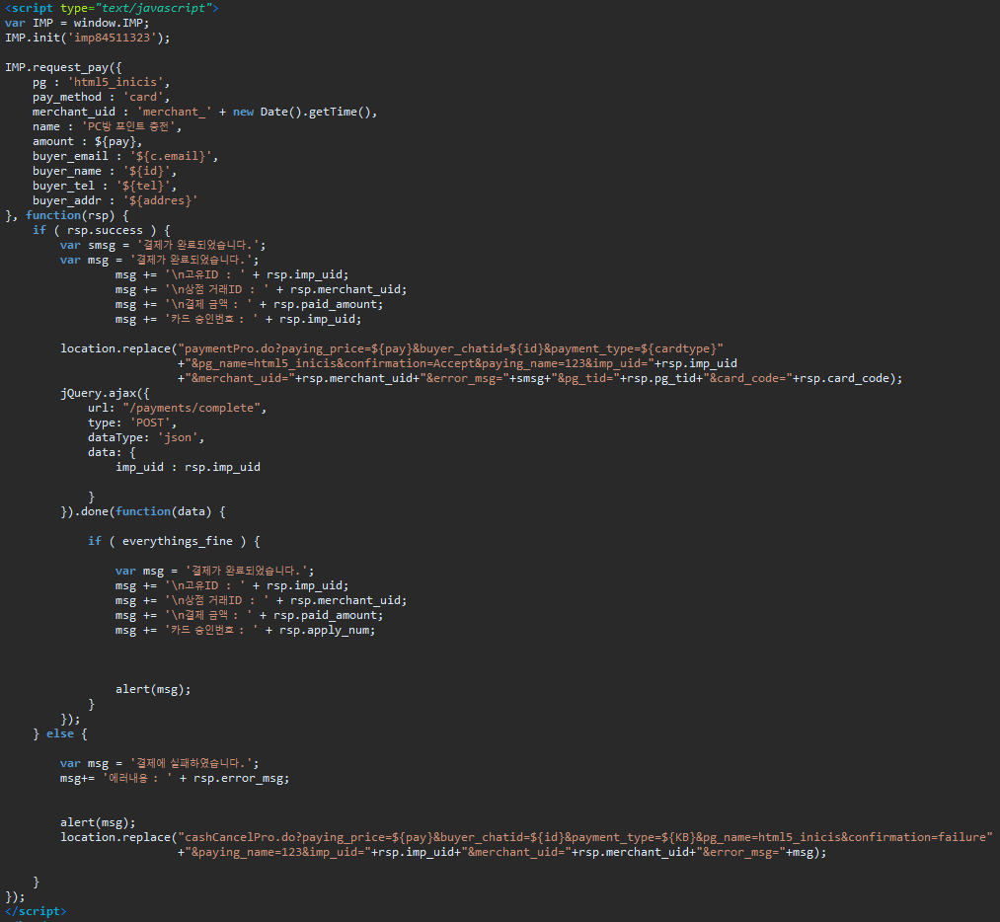 <script type="text/javascript">
var IMP = window.IMP;
IMP.init('imp84511323');
IMP.request_pay({
pg : 'html5_inicis',
pay_method : 'card',
merchant_uid : 'merchant_' + new Date().getTime(),
name : 'PC방 포인트 충전',
amount : ${pay},
buyer_email : '${c.email}',
buyer_name : '${id}',
buyer_tel : '${tel}',
buyer_addr : '${addres}'
}, function(rsp) {
if ( rsp.success ) {
var smsg = '결제가 완료되었습니다.';
var msg = '결제가 완료되었습니다.';
msg += '\n고유ID : ' + rsp.imp_uid;
msg += '\n상점 거래ID : ' + rsp.merchant_uid;
msg += '\n결제 금액 : ' + rsp.paid_amount;
msg += '카드 승인번호 : ' + rsp.imp_uid;
location.replace("paymentPro.do?paying_price=${pay}&buyer_chatid=${id}&payment_type=${cardtype}"
+"&pg_name=html5_inicis&confirmation=Accept&paying_name=123&imp_uid="+rsp.imp_uid
+"&merchant_uid="+rsp.merchant_uid+"&error_msg="+smsg+"&pg_tid="+rsp.pg_tid+"&card_code="+rsp.card_code);
jQuery.ajax({
url: "/payments/complete",
type: 'POST',
dataType: 'json',
data: {
imp_uid : rsp.imp_uid
}
}).done(function(data) {
if ( everythings_fine ) {
var msg = '결제가 완료되었습니다.';
msg += '\n고유ID : ' + rsp.imp_uid;
msg += '\n상점 거래ID : ' + rsp.merchant_uid;
msg += '\n결제 금액 : ' + rsp.paid_amount;
msg += '카드 승인번호 : ' + rsp.apply_num;
alert(msg);
}
});
} else {
var msg = '결제에 실패하였습니다.';
msg+= '에러내용 : ' + rsp.error_msg;
alert(msg);
location.replace("cashCancelPro.do?paying_price=${pay}&buyer_chatid=${id}&payment_type=${KB}&pg_name=html5_inicis&confirmation=failure"
+"&paying_name=123&imp_uid="+rsp.imp_uid+"&merchant_uid="+rsp.merchant_uid+"&error_msg="+msg);
}
});
</script>